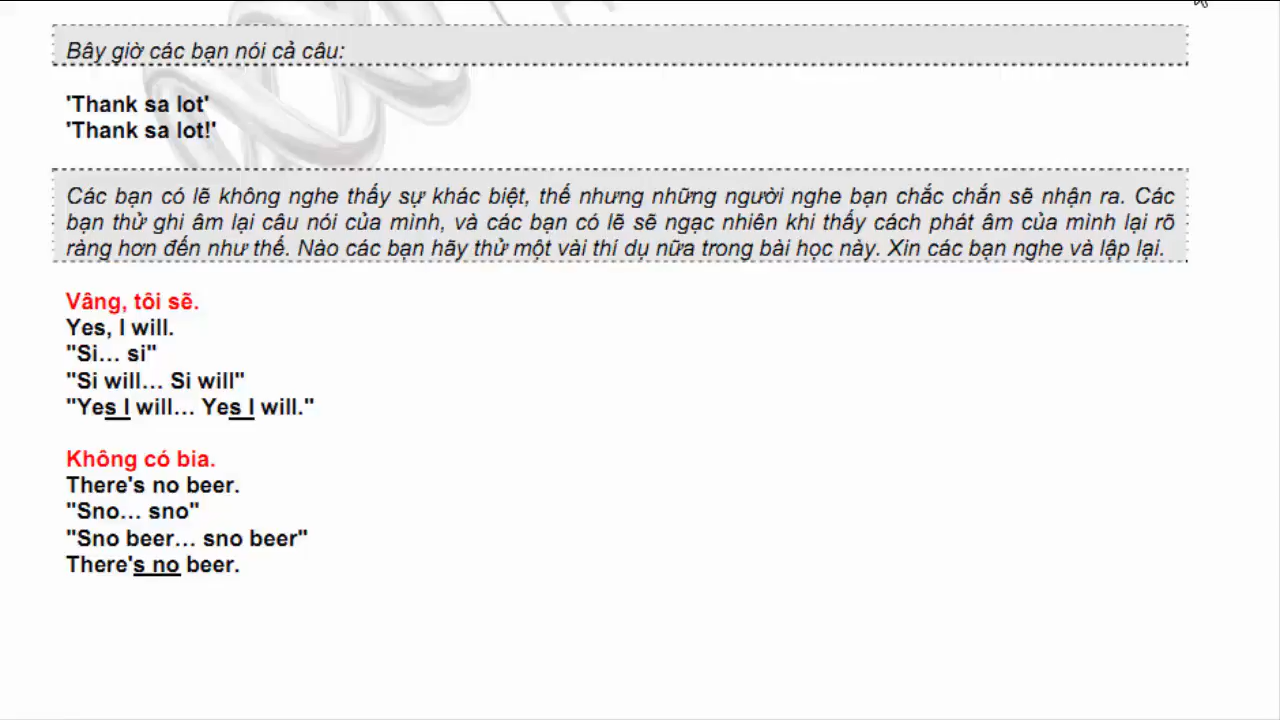 Bây giờ các bạn nói cả câu:
'Thank sa lot'
'Thank sa lot!'
Các bạn có lẽ không nghe thấy sự khác biệt, thế nhưng những người nghe bạn chắc chắn sẽ nhận ra. Các
bạn thử ghi âm lại câu nói của mình, và các bạn có lẽ sẽ ngạc nhiên khi thấy cách phát âm của mình lại rõ
ràng hơn đến như thế. Nào các bạn hãy thử một vài thí dụ nữa trong bài học này. Xin các bạn nghe và lập lại.
Vâng, tôi sẽ.
Yes, I will.
"Si... si"
"Si will... Si will"
"Yes I will... Yes I will."
Không có bia.
There's no beer.
"Sno... sno"
"Sno beer... sno beer"
There's no beer.